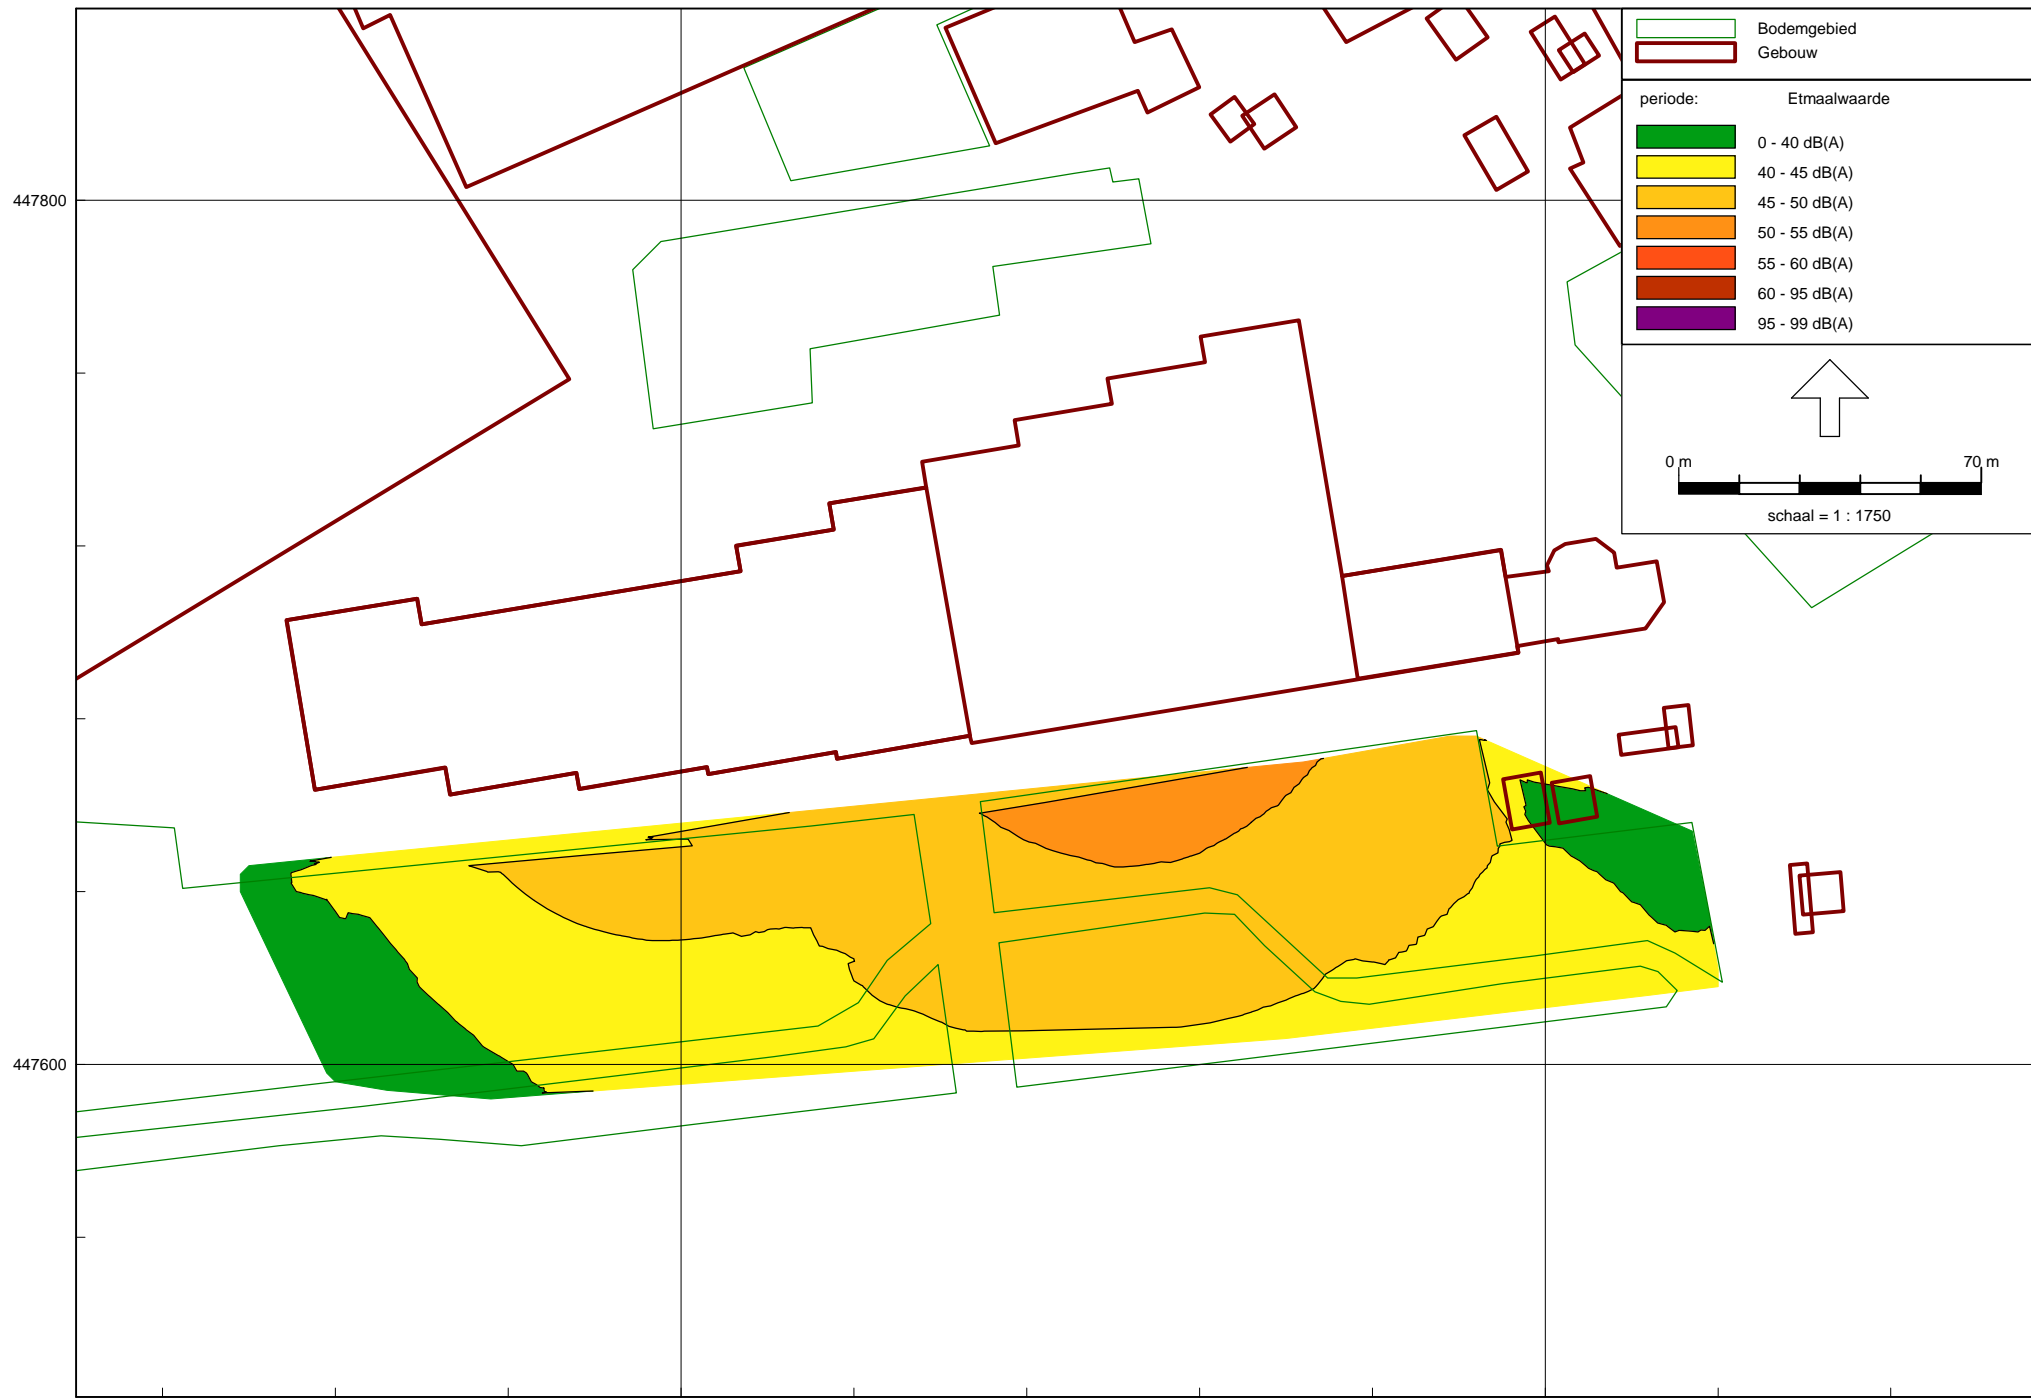 Bodemgebied
Gebouw
periode: Etmaalwaarde
0 - 40 dB(A)
40 - 45 dB(A)
45 - 50 dB(A)
50 - 55 dB(A)
55 - 60 dB(A)
60 - 95 dB(A)
95 - 99 dB(A)
0 m 70 m
schaal = 1 : 1750
447800
447600